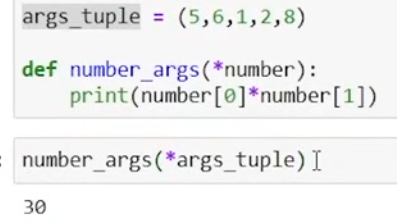 args_tuple = (5,6,1,2,8)
def number_args(*number):
    print(number[0]*number[1])
: number_args(*args_tuple)
30